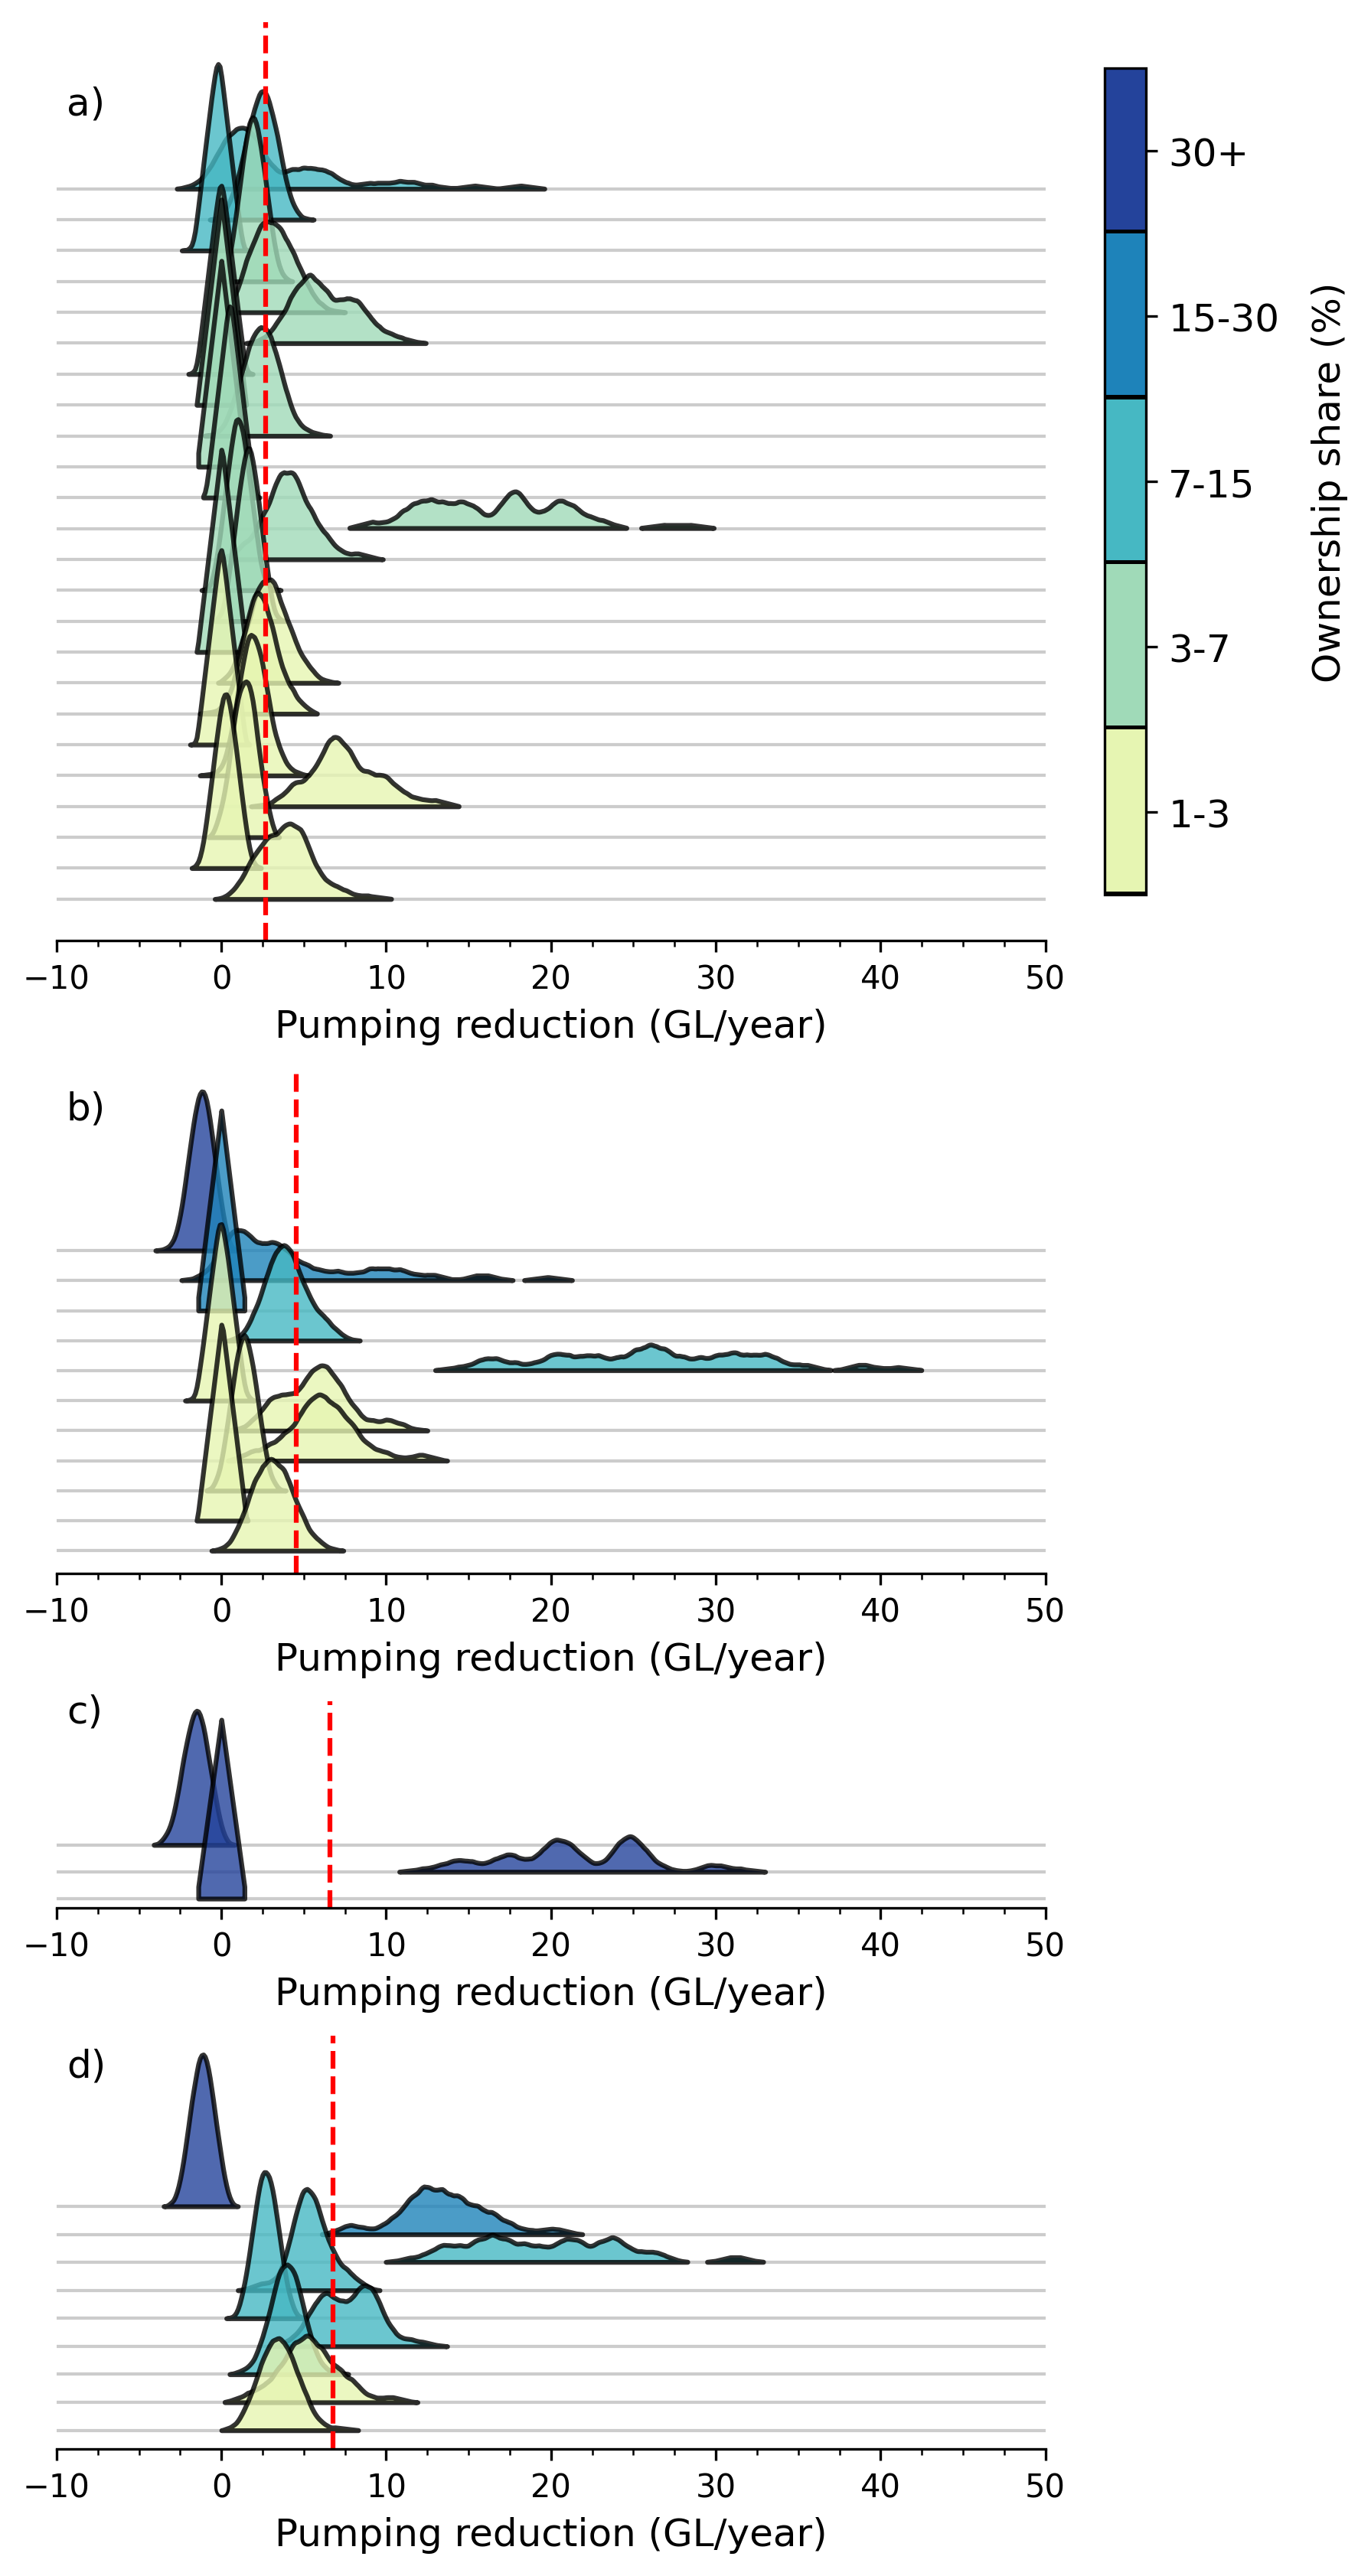 a)
30+
15-30
7-15
3-7
1-3
Ownership share (%)
−10 0 10 20 30 40 50
Pumping reduction (GL/year)
b)
−10 0 10 20 30 40 50
Pumping reduction (GL/year)
c)
−10 0 10 20 30 40 50
Pumping reduction (GL/year)
d)
−10 0 10 20 30 40 50
Pumping reduction (GL/year)